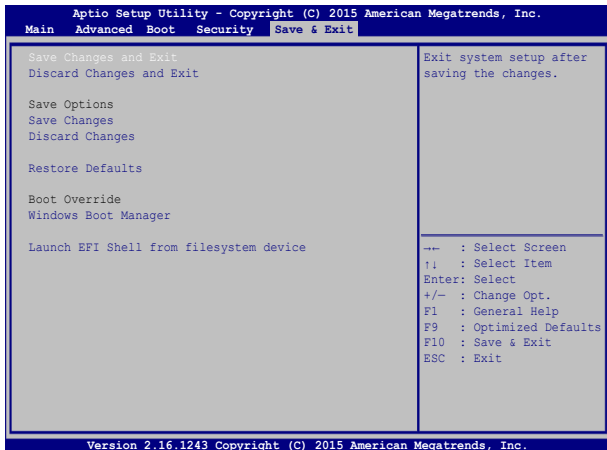 Aptio Setup Utility - Copyright (C) 2015 American Megatrends, Inc.
Main Advanced Boot Security Save & Exit
Save Changes and Exit
Discard Changes and Exit
Save Options
Save Changes
Discard Changes
Restore Defaults
Boot Override
Windows Boot Manager
Launch EFI Shell from filesystem device
Exit system setup after
saving the changes.
→← : Select Screen
↑↓ : Select Item
Enter: Select
+/— : Change Opt.
F1 : General Help
F9 : Optimized Defaults
F10 : Save & Exit
ESC : Exit
Version 2.16.1243 Copyright (C) 2015 American Megatrends, Inc.